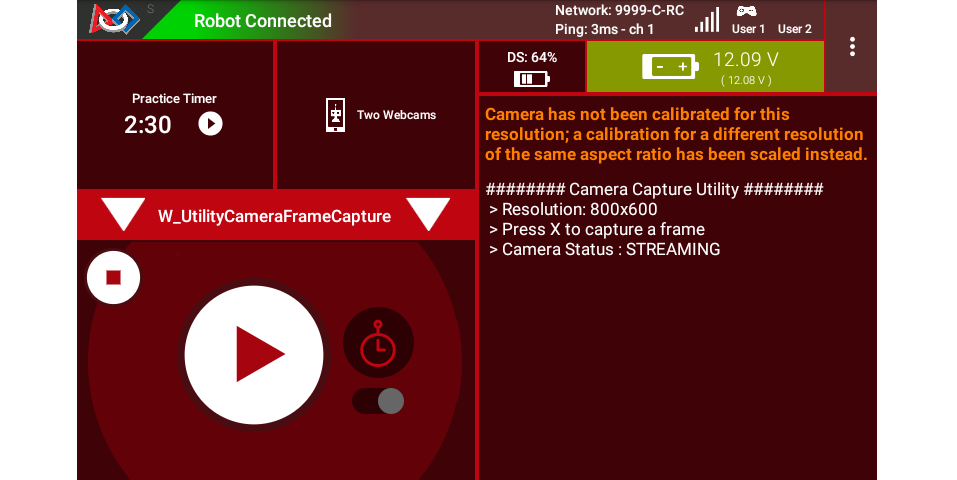 S
Robot Connected
Network: 9999-C-RC
Ping: 3ms - ch 1
User 1 User 2
Practice Timer
2:30
Two Webcams
DS: 64%
12.09 V
( 12.08 V )
W_UtilityCameraFrameCapture
Camera has not been calibrated for this
resolution; a calibration for a different resolution
of the same aspect ratio has been scaled instead.
######## Camera Capture Utility ########
> Resolution: 800x600
> Press X to capture a frame
> Camera Status : STREAMING